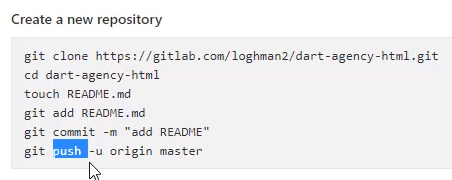 Create a new repository
git clone https://gitlab.com/loghman2/dart-agency-html.git
cd dart-agency-html
touch README.md
git add README.md
git commit -m "add README"
git push -u origin master